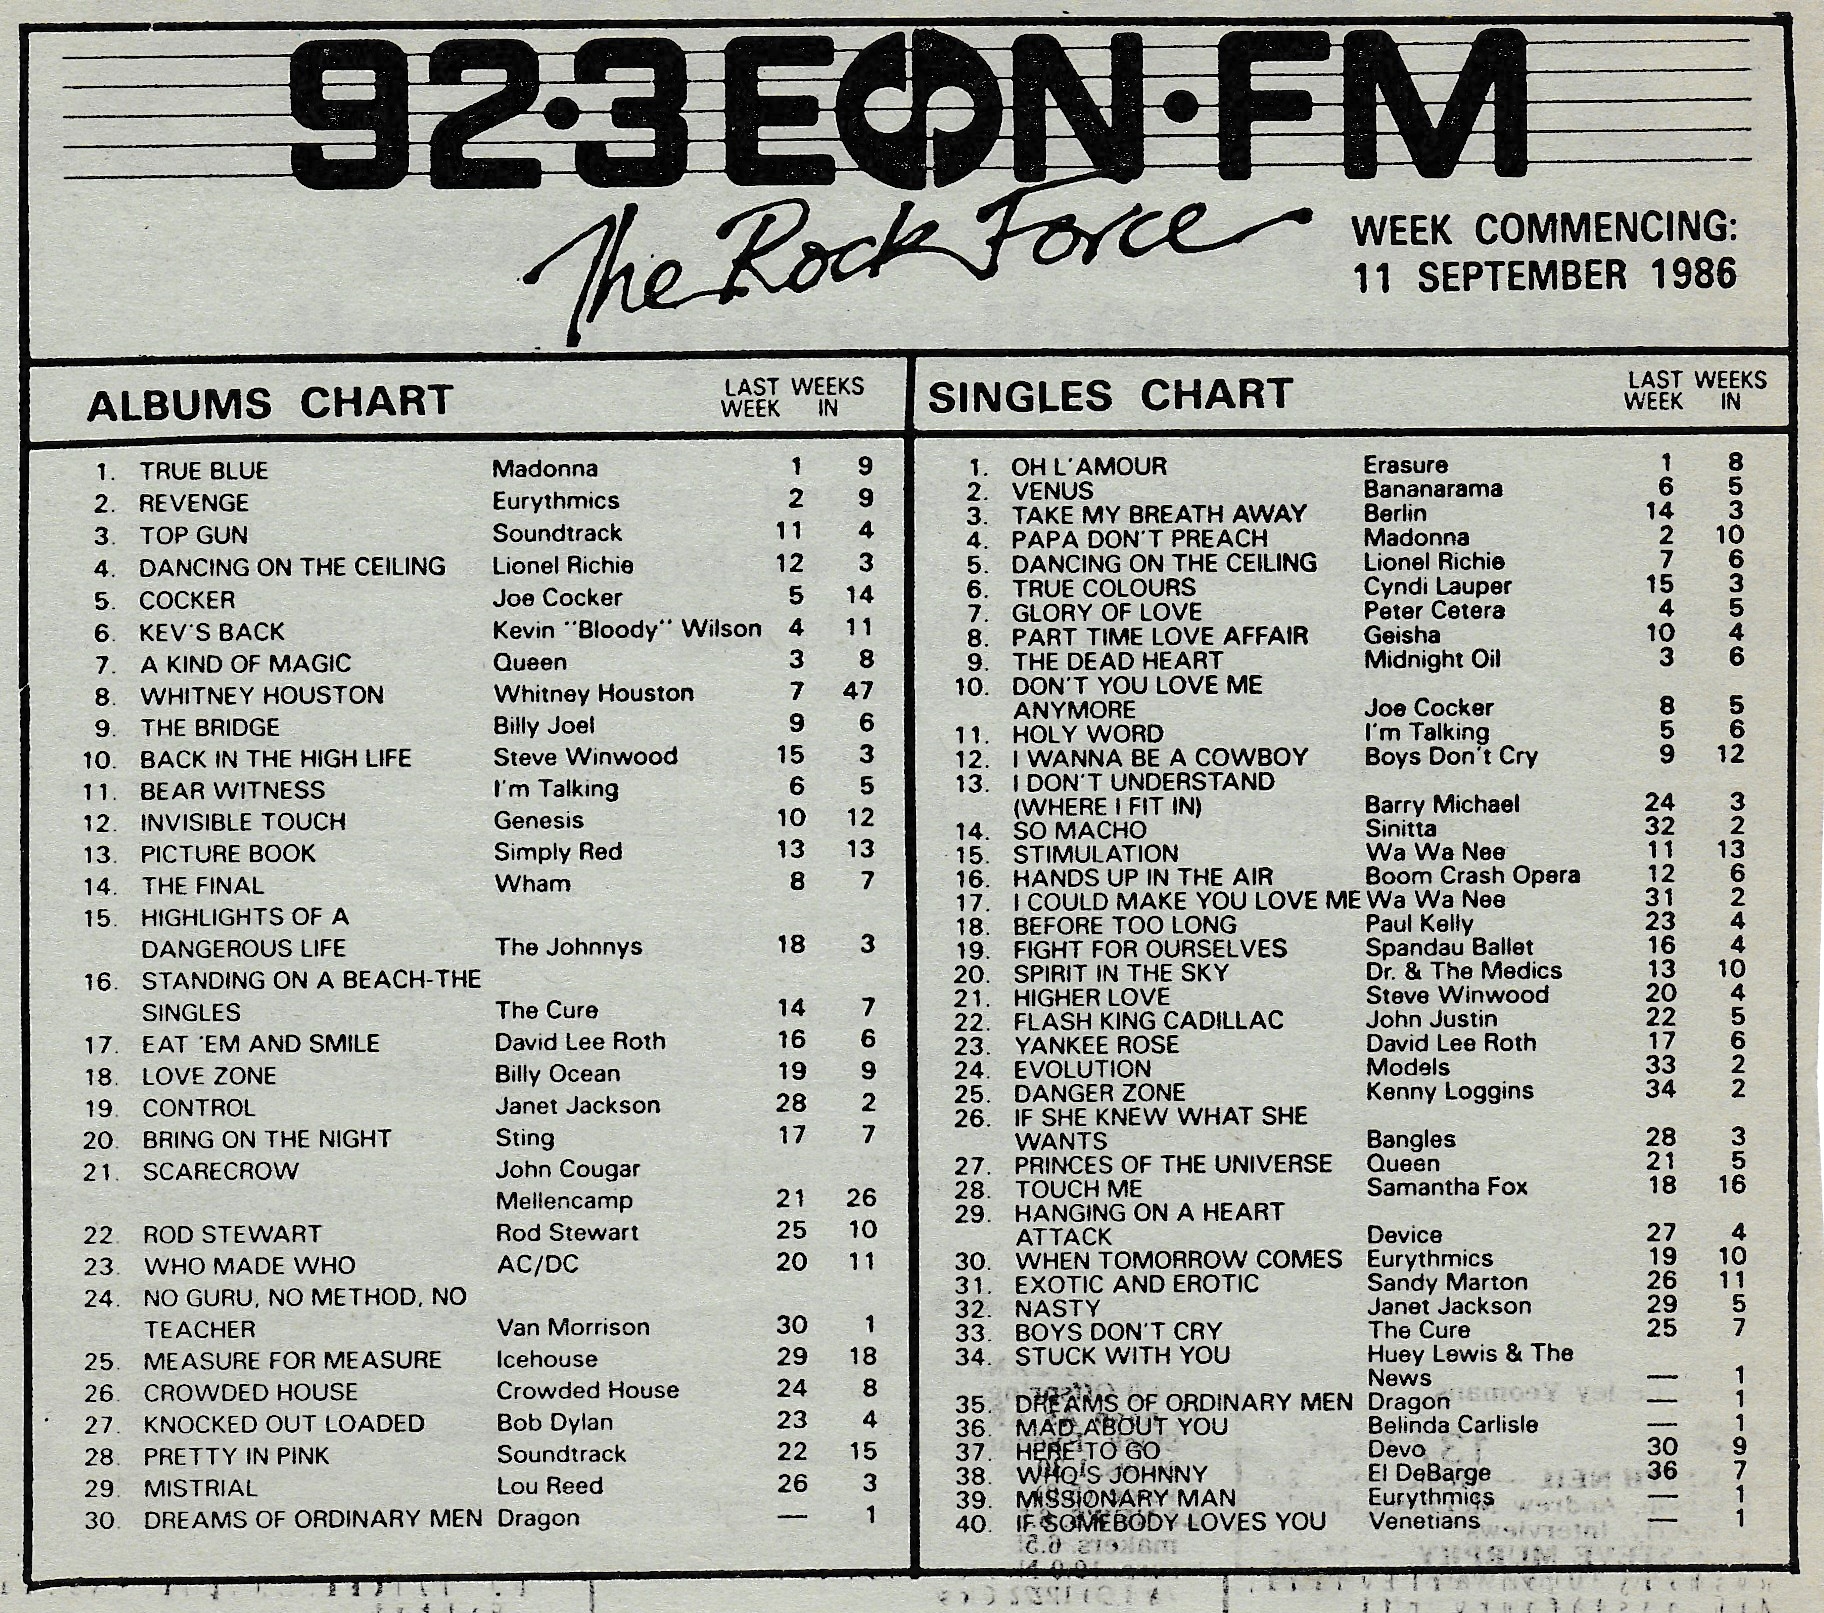 92·3 EON·FM
The Rock Force
WEEK COMMENCING:
11 SEPTEMBER 1986
ALBUMS CHART LAST WEEK WEEKS IN
1. TRUE BLUE Madonna 1 9
2. REVENGE Eurythmics 2 9
3. TOP GUN Soundtrack 11 4
4. DANCING ON THE CEILING Lionel Richie 12 3
5. COCKER Joe Cocker 5 14
6. KEV'S BACK Kevin "Bloody" Wilson 4 11
7. A KIND OF MAGIC Queen 3 8
8. WHITNEY HOUSTON Whitney Houston 7 47
9. THE BRIDGE Billy Joel 9 6
10. BACK IN THE HIGH LIFE Steve Winwood 15 3
11. BEAR WITNESS I'm Talking 6 5
12. INVISIBLE TOUCH Genesis 10 12
13. PICTURE BOOK Simply Red 13 13
14. THE FINAL Wham 8 7
15. HIGHLIGHTS OF A
DANGEROUS LIFE The Johnnys 18 3
16. STANDING ON A BEACH-THE
SINGLES The Cure 14 7
17. EAT 'EM AND SMILE David Lee Roth 16 6
18. LOVE ZONE Billy Ocean 19 9
19. CONTROL Janet Jackson 28 2
20. BRING ON THE NIGHT Sting 17 7
21. SCARECROW John Cougar
Mellencamp 21 26
22. ROD STEWART Rod Stewart 25 10
23. WHO MADE WHO AC/DC 20 11
24. NO GURU, NO METHOD, NO
TEACHER Van Morrison 30 1
25. MEASURE FOR MEASURE Icehouse 29 18
26. CROWDED HOUSE Crowded House 24 8
27. KNOCKED OUT LOADED Bob Dylan 23 4
28. PRETTY IN PINK Soundtrack 22 15
29. MISTRIAL Lou Reed 26 3
30. DREAMS OF ORDINARY MEN Dragon — 1
SINGLES CHART LAST WEEK WEEKS IN
1. OH L'AMOUR Erasure 1 8
2. VENUS Bananarama 6 5
3. TAKE MY BREATH AWAY Berlin 14 3
4. PAPA DON'T PREACH Madonna 2 10
5. DANCING ON THE CEILING Lionel Richie 7 6
6. TRUE COLOURS Cyndi Lauper 15 3
7. GLORY OF LOVE Peter Cetera 4 5
8. PART TIME LOVE AFFAIR Geisha 10 4
9. THE DEAD HEART Midnight Oil 3 6
10. DON'T YOU LOVE ME
ANYMORE Joe Cocker 8 5
11. HOLY WORD I'm Talking 5 6
12. I WANNA BE A COWBOY Boys Don't Cry 9 12
13. I DON'T UNDERSTAND
(WHERE I FIT IN) Barry Michael 24 3
14. SO MACHO Sinitta 32 2
15. STIMULATION Wa Wa Nee 11 13
16. HANDS UP IN THE AIR Boom Crash Opera 12 6
17. I COULD MAKE YOU LOVE ME Wa Wa Nee 31 2
18. BEFORE TOO LONG Paul Kelly 23 4
19. FIGHT FOR OURSELVES Spandau Ballet 16 4
20. SPIRIT IN THE SKY Dr. & The Medics 13 10
21. HIGHER LOVE Steve Winwood 20 4
22. FLASH KING CADILLAC John Justin 22 5
23. YANKEE ROSE David Lee Roth 17 6
24. EVOLUTION Models 33 2
25. DANGER ZONE Kenny Loggins 34 2
26. IF SHE KNEW WHAT SHE
WANTS Bangles 28 3
27. PRINCES OF THE UNIVERSE Queen 21 5
28. TOUCH ME Samantha Fox 18 16
29. HANGING ON A HEART
ATTACK Device 27 4
30. WHEN TOMORROW COMES Eurythmics 19 10
31. EXOTIC AND EROTIC Sandy Marton 26 11
32. NASTY Janet Jackson 29 5
33. BOYS DON'T CRY The Cure 25 7
34. STUCK WITH YOU Huey Lewis & The
News — 1
35. DREAMS OF ORDINARY MEN Dragon — 1
36. MAD ABOUT YOU Belinda Carlisle — 1
37. HERE TO GO Devo 30 9
38. WHO'S JOHNNY El DeBarge 36 7
39. MISSIONARY MAN Eurythmics — 1
40. IF SOMEBODY LOVES YOU Venetians — 1